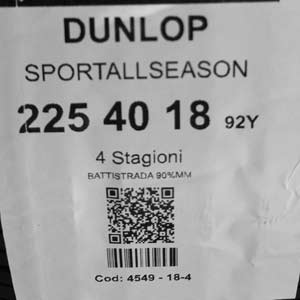 DUNLOP
SPORTALLSEASON
225 40 18 92Y
4 Stagioni
BATTISTRADA 90%MM
Cod: 4549 - 18-4